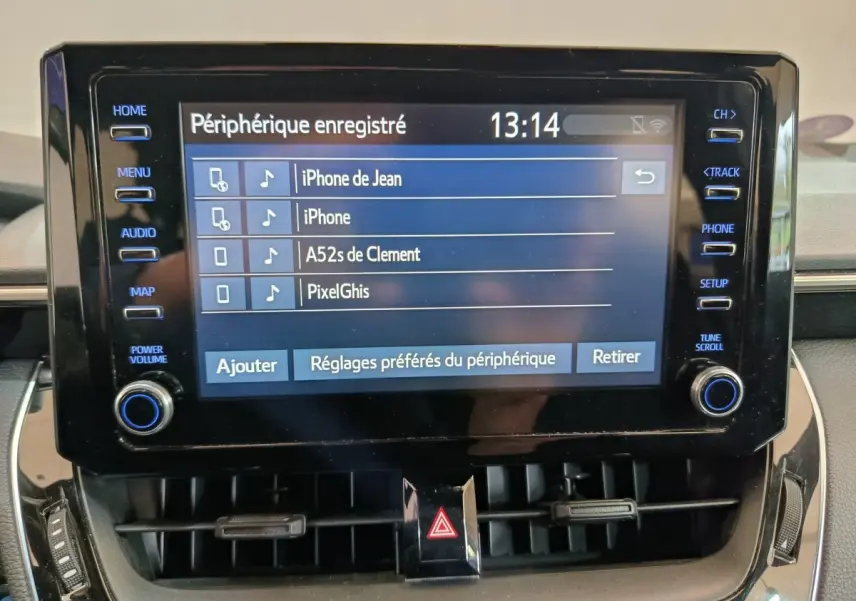 HOME
MENU
AUDIO
MAP
POWER
VOLUME
Périphérique enregistré 13:14
iPhone de Jean
iPhone
A52s de Clement
PixelGhis
Ajouter Réglages préférés du périphérique Retirer
CH >
< TRACK
PHONE
SETUP
TUNE
SCROLL